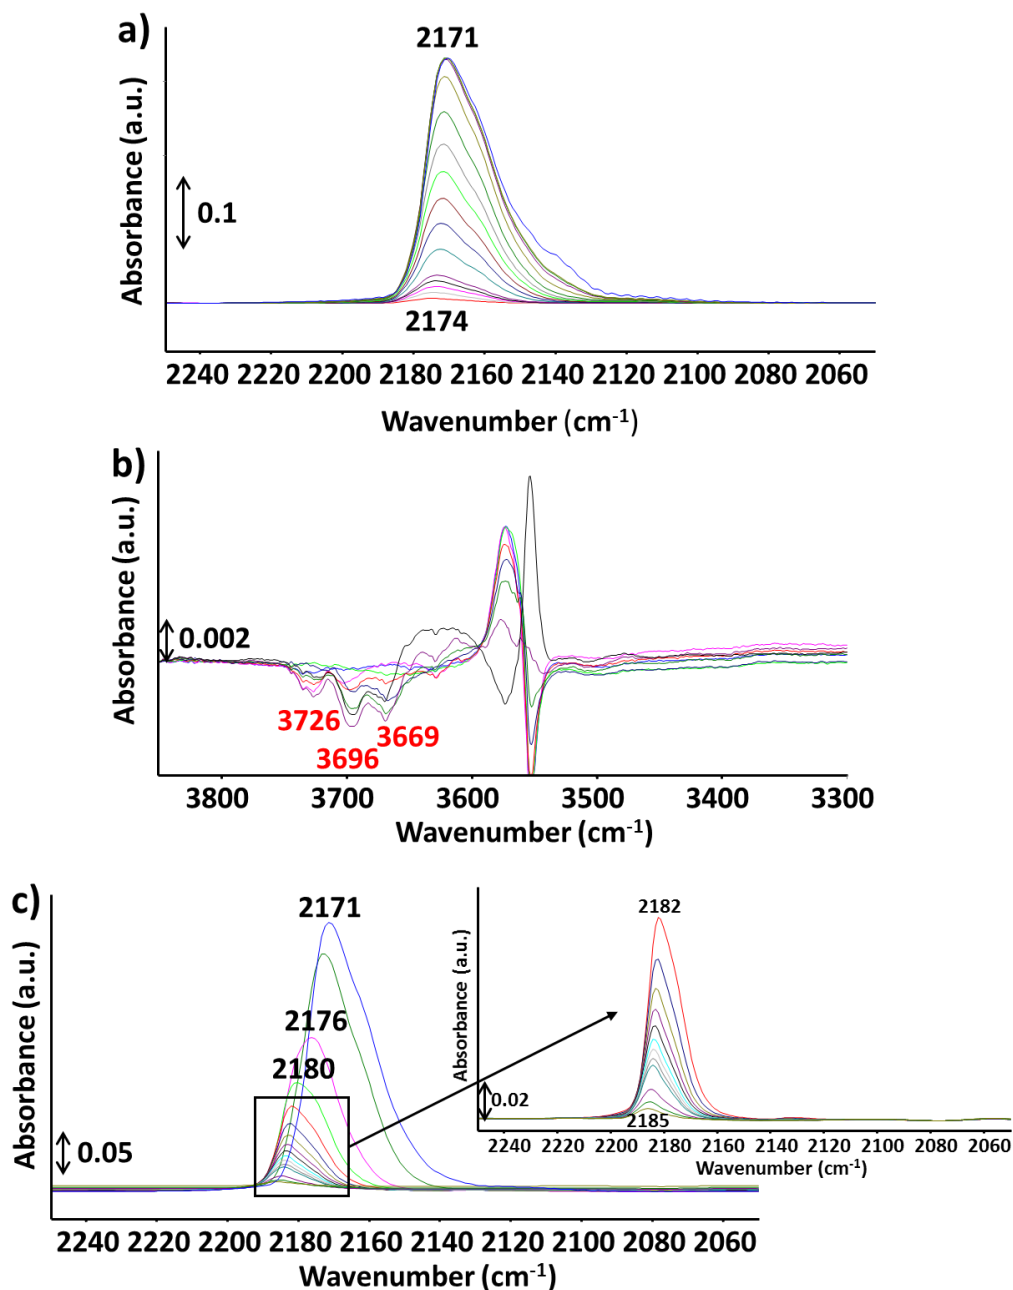 a)
2171
Absorbance (a.u.)
0.1
2174
2240 2220 2200 2180 2160 2140 2120 2100 2080 2060
Wavenumber (cm-1)
b)
Absorbance (a.u.)
0.002
3726
3696
3669
3800 3700 3600 3500 3400 3300
Wavenumber (cm-1)
c)
2171
2176
2180
Absorbance (a.u.)
0.05
2240 2220 2200 2180 2160 2140 2120 2100 2080 2060
Wavenumber (cm-1)
2182
Absorbance (a.u.)
0.02
2185
2240 2220 2200 2180 2160 2140 2120 2100 2080 2060
Wavenumber (cm-1)